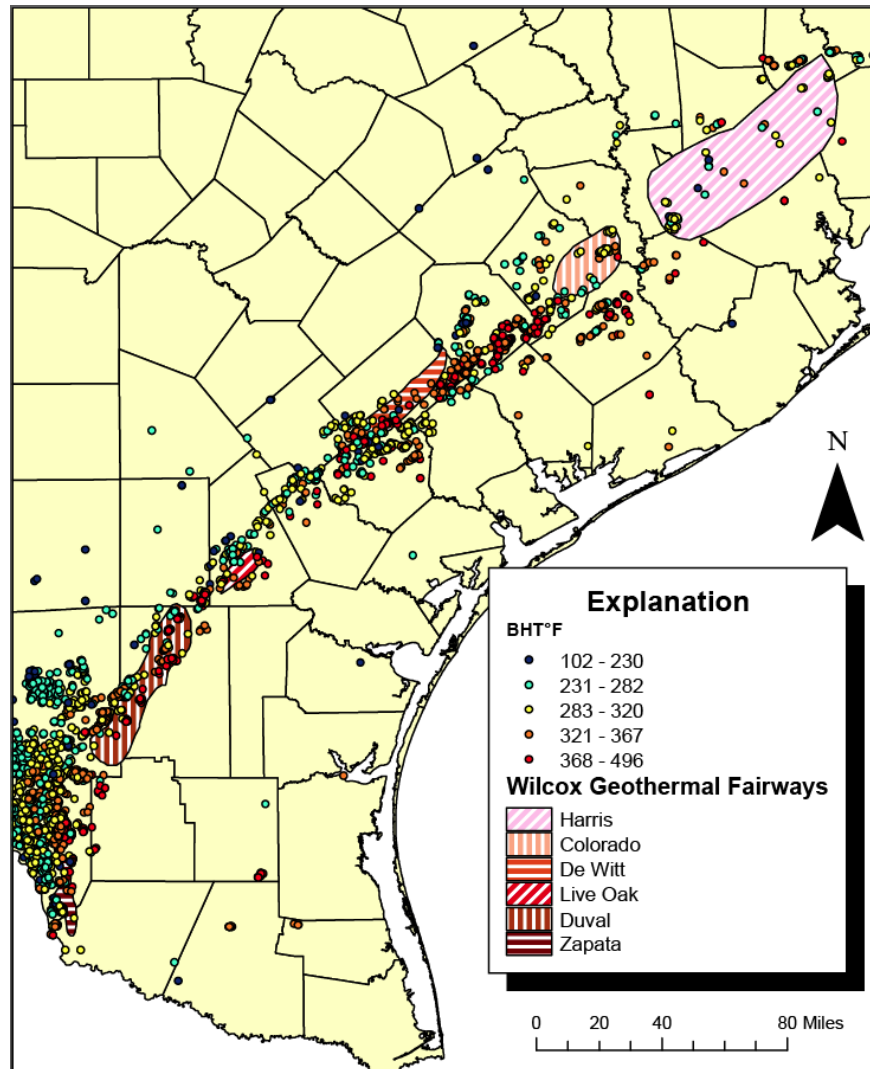 N
Explanation
BHT°F
102 - 230
231 - 282
283 - 320
321 - 367
368 - 496
Wilcox Geothermal Fairways
Harris
Colorado
De Witt
Live Oak
Duval
Zapata
0 20 40 80 Miles